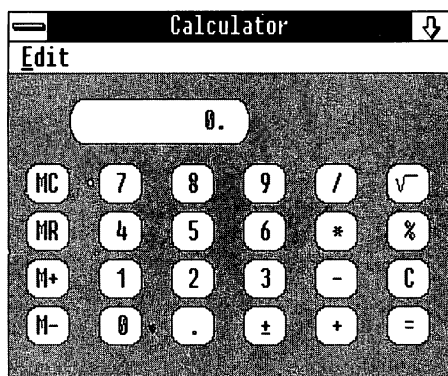 Calculator
Edit
0.
MC 7 8 9 / √
MR 4 5 6 * %
M+ 1 2 3 - C
M- 0 . ± + =